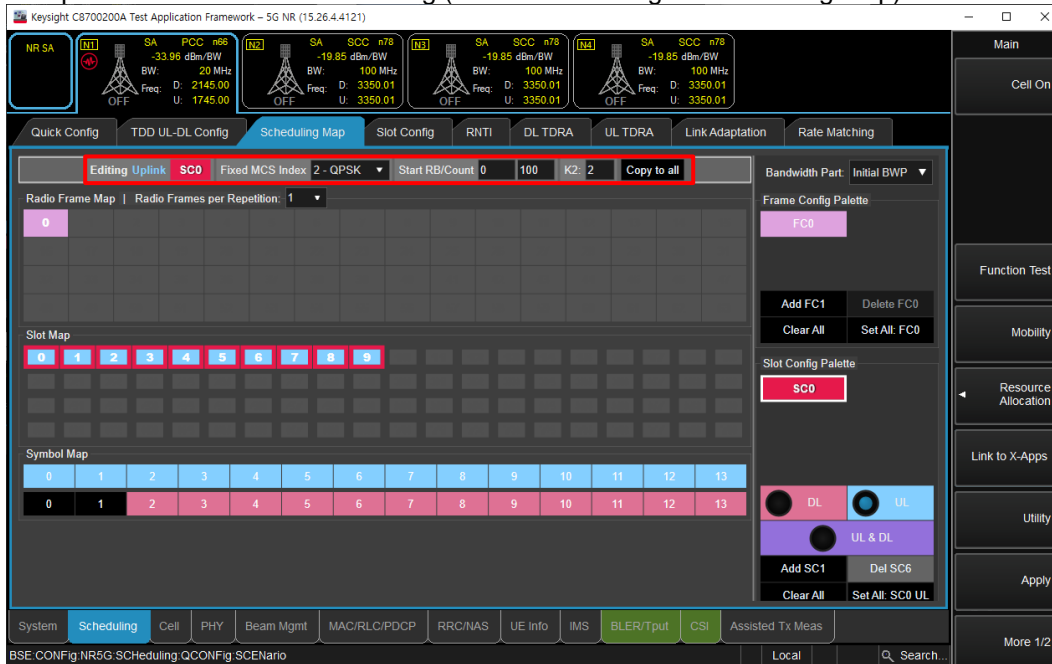 Keysight C8700200A Test Application Framework – 5G NR (15.26.4.4121)
NR SA
N1 SA PCC n66
-33.96 dBm/BW
BW: 20 MHz
Freq: D: 2145.00
U: 1745.00
OFF
N2 SA SCC n78
-19.85 dBm/BW
BW: 100 MHz
Freq: D: 3350.01
U: 3350.01
OFF
N3 SA SCC n78
-19.85 dBm/BW
BW: 100 MHz
Freq: D: 3350.01
U: 3350.01
OFF
N4 SA SCC n78
-19.85 dBm/BW
BW: 100 MHz
Freq: D: 3350.01
U: 3350.01
OFF
Main
Cell On
Quick Config TDD UL-DL Config Scheduling Map Slot Config RNTI DL TDRA UL TDRA Link Adaptation Rate Matching
Editing Uplink SC0 Fixed MCS Index 2 - QPSK Start RB/Count 0 100 K2: 2 Copy to all
Bandwidth Part: Initial BWP
Radio Frame Map | Radio Frames per Repetition: 1
0
Frame Config Palette
FC0
Add FC1 Delete FC0
Clear All Set All: FC0
Slot Map
0 1 2 3 4 5 6 7 8 9
Slot Config Palette
SC0
Symbol Map
0 1 2 3 4 5 6 7 8 9 10 11 12 13
0 1 2 3 4 5 6 7 8 9 10 11 12 13
DL UL
UL & DL
Add SC1 Del SC6
Clear All Set All: SC0 UL
Function Test
Mobility
Resource
Allocation
Link to X-Apps
Utility
Apply
More 1/2
System Scheduling Cell PHY Beam Mgmt MAC/RLC/PDCP RRC/NAS UE Info IMS BLER/Tput CSI Assisted Tx Meas
BSE:CONFig:NR5G:SCHeduling:QCONFig:SCENario
Local Search...